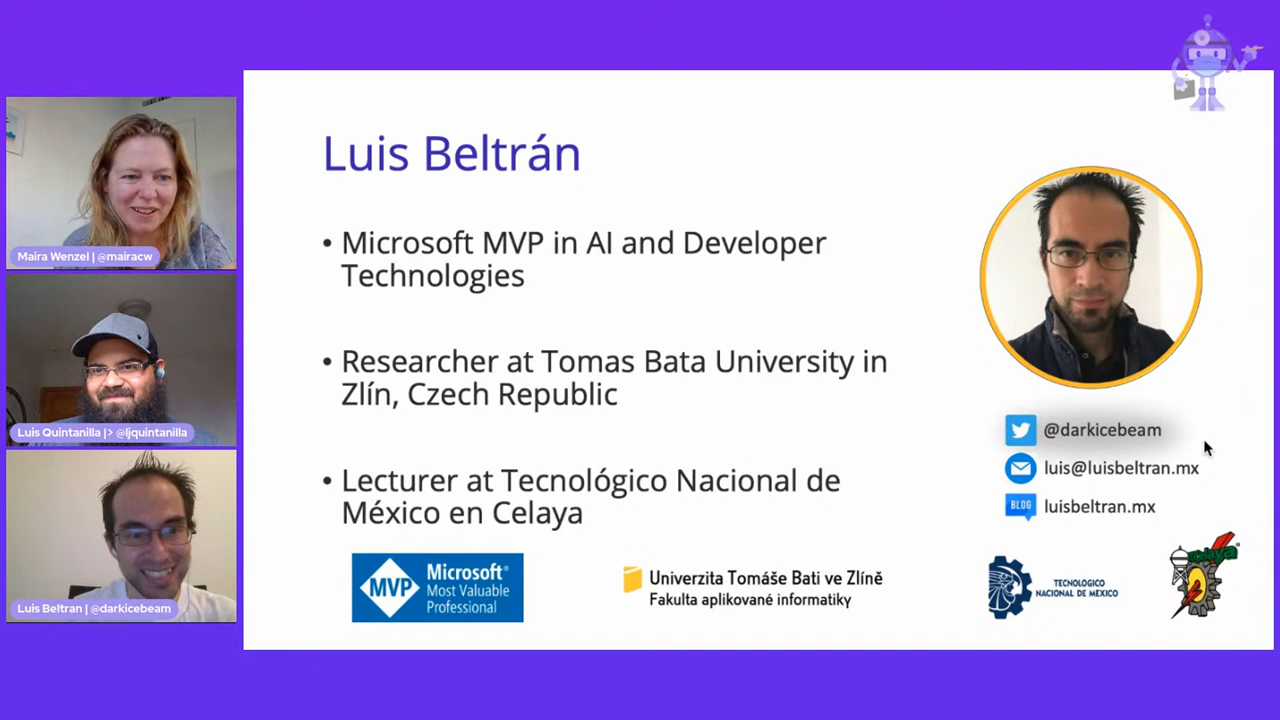 Luis Beltrán
• Microsoft MVP in AI and Developer
Technologies
• Researcher at Tomas Bata University in
Zlín, Czech Republic
• Lecturer at Tecnológico Nacional de
México en Celaya
@darkicebeam
luis@luisbeltran.mx
BLOG
luisbeltran.mx
MVP
Microsoft®
Most Valuable
Professional
Univerzita Tomáše Bati ve Zlíně
Fakulta aplikované informatiky
TECNOLÓGICO
NACIONAL DE MÉXICO
Celaya
Maira Wenzel | @mairacw
Luis Quintanilla |> @ljquintanilla
Luis Beltran | @darkicebeam